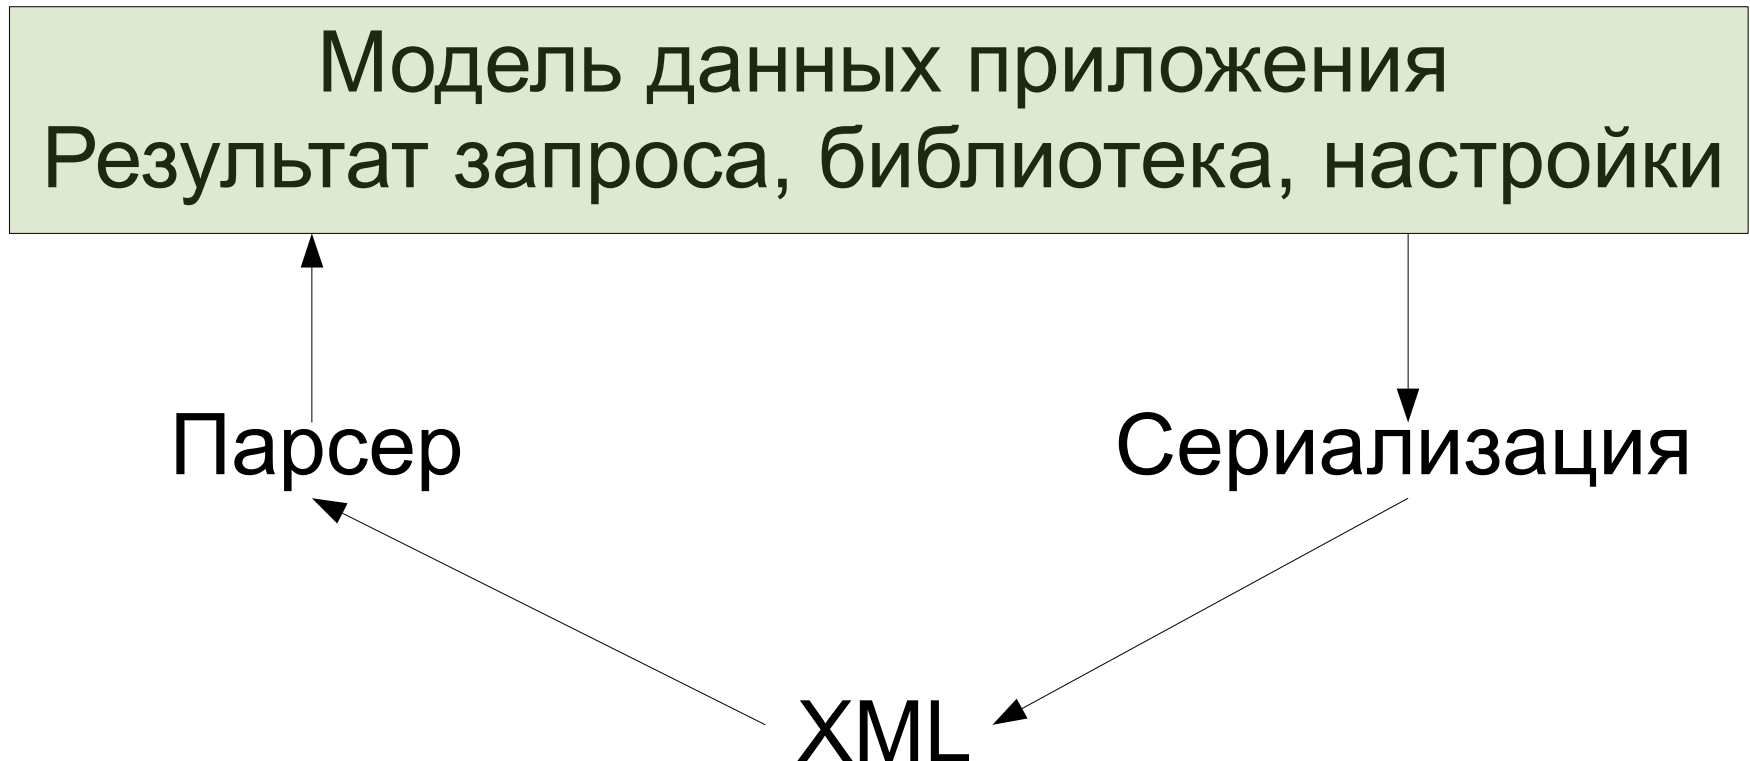 Модель данных приложения
Результат запроса, библиотека, настройки
Парсер
Сериализация
XML